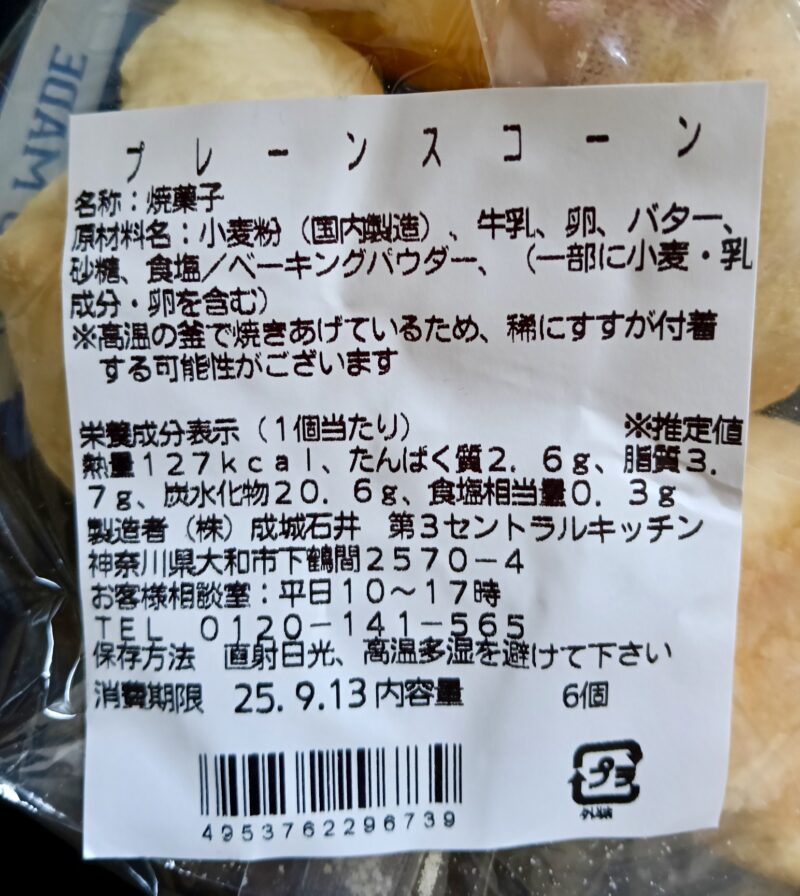 MADE
プレーンスコーン
名称：焼菓子
原材料名：小麦粉（国内製造）、牛乳、卵、バター、
砂糖、食塩／ベーキングパウダー、（一部に小麦・乳
成分・卵を含む）
※高温の釜で焼きあげているため、稀にすすが付着
する可能性がございます
栄養成分表示（１個当たり） ※推定値
熱量１２７ｋｃａｌ、たんぱく質２．６ｇ、脂質３．
７ｇ、炭水化物２０．６ｇ、食塩相当量０．３ｇ
製造者（株）成城石井　第３セントラルキッチン
神奈川県大和市下鶴間２５７０－４
お客様相談室：平日１０～１７時
ＴＥＬ　０１２０－１４１－５６５
保存方法　直射日光、高温多湿を避けて下さい
消費期限 25.9.13 内容量 6個
プラ
外装
4953762296739